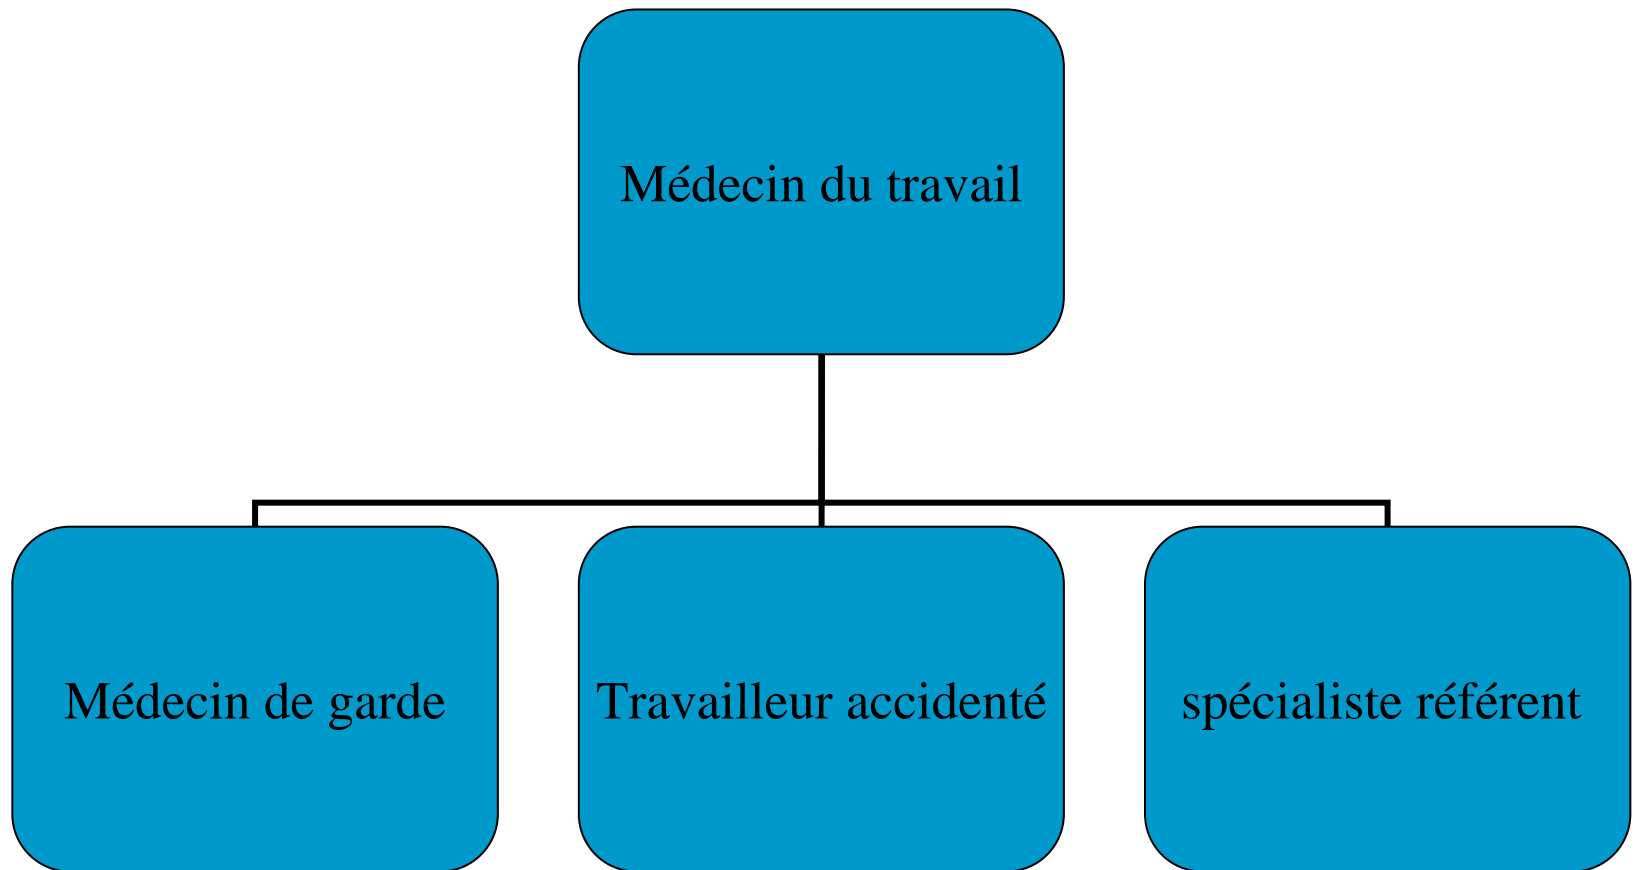 Médecin du travail
Médecin de garde
Travailleur accidenté
spécialiste référent